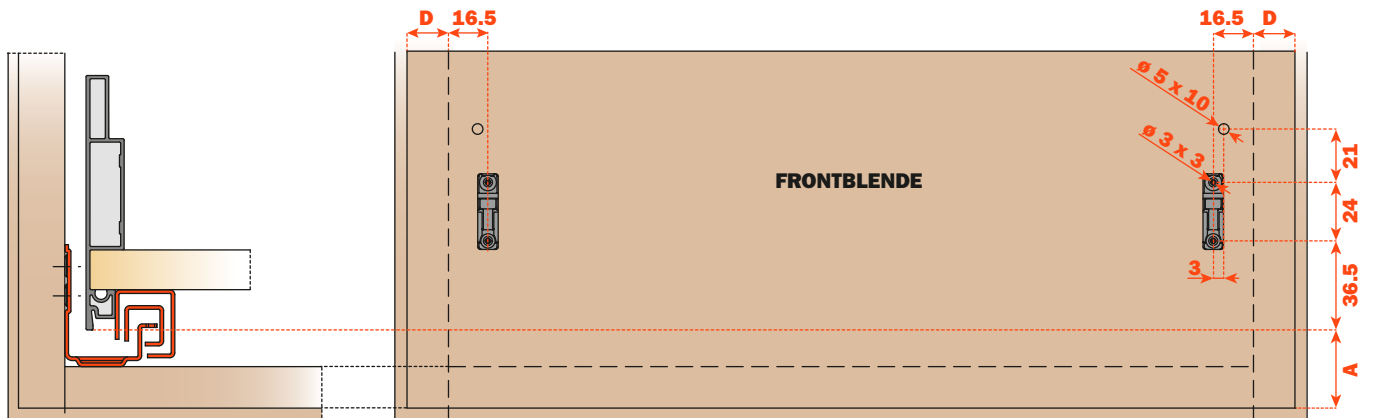 D 16.5 16.5 D
ø 5 x 10
ø 3 x 3
FRONTBLENDE
21
24
3
36.5
A